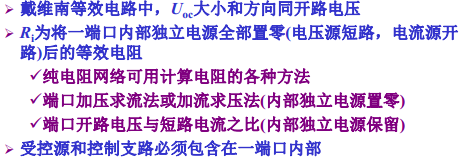 ➢ 戴维南等效电路中，Uoc大小和方向同开路电压
➢ Ri为将一端口内部独立电源全部置零(电压源短路，电流源开
路)后的等效电阻
✓纯电阻网络可用计算电阻的各种方法
✓端口加压求流法或加流求压法(内部独立电源置零)
✓端口开路电压与短路电流之比(内部独立电源保留)
➢ 受控源和控制支路必须包含在一端口内部